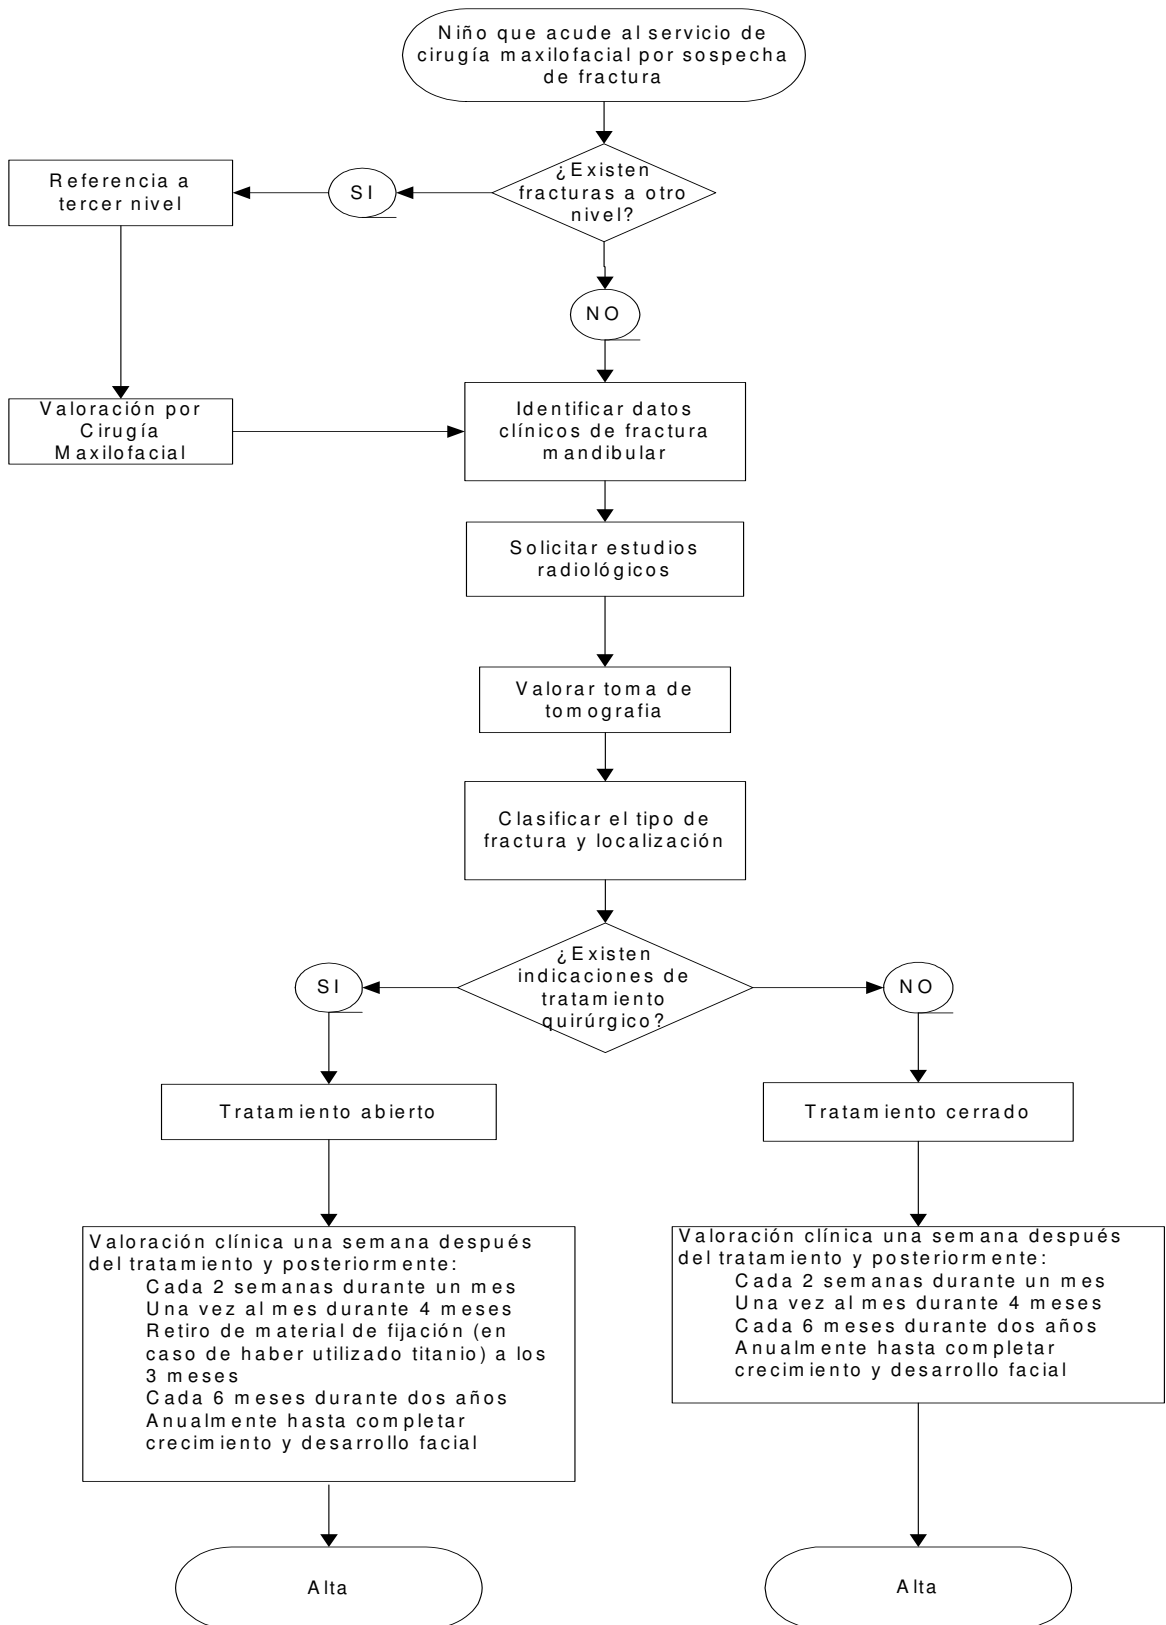 Niño que acude al servicio de
cirugía maxilofacial por sospecha
de fractura
¿Existen
fracturas a otro
nivel?
SI
Referencia a
tercer nivel
NO
Valoración por
Cirugía
Maxilofacial
Identificar datos
clínicos de fractura
mandibular
Solicitar estudios
radiológicos
Valorar toma de
tomografia
Clasificar el tipo de
fractura y localización
¿Existen
indicaciones de
tratamiento
quirúrgico?
SI
NO
Tratamiento abierto
Tratamiento cerrado
Valoración clínica una semana después
del tratamiento y posteriormente:
Cada 2 semanas durante un mes
Una vez al mes durante 4 meses
Retiro de material de fijación (en
caso de haber utilizado titanio) a los
3 meses
Cada 6 meses durante dos años
Anualmente hasta completar
crecimiento y desarrollo facial
Valoración clínica una semana después
del tratamiento y posteriormente:
Cada 2 semanas durante un mes
Una vez al mes durante 4 meses
Cada 6 meses durante dos años
Anualmente hasta completar
crecimiento y desarrollo facial
Alta
Alta